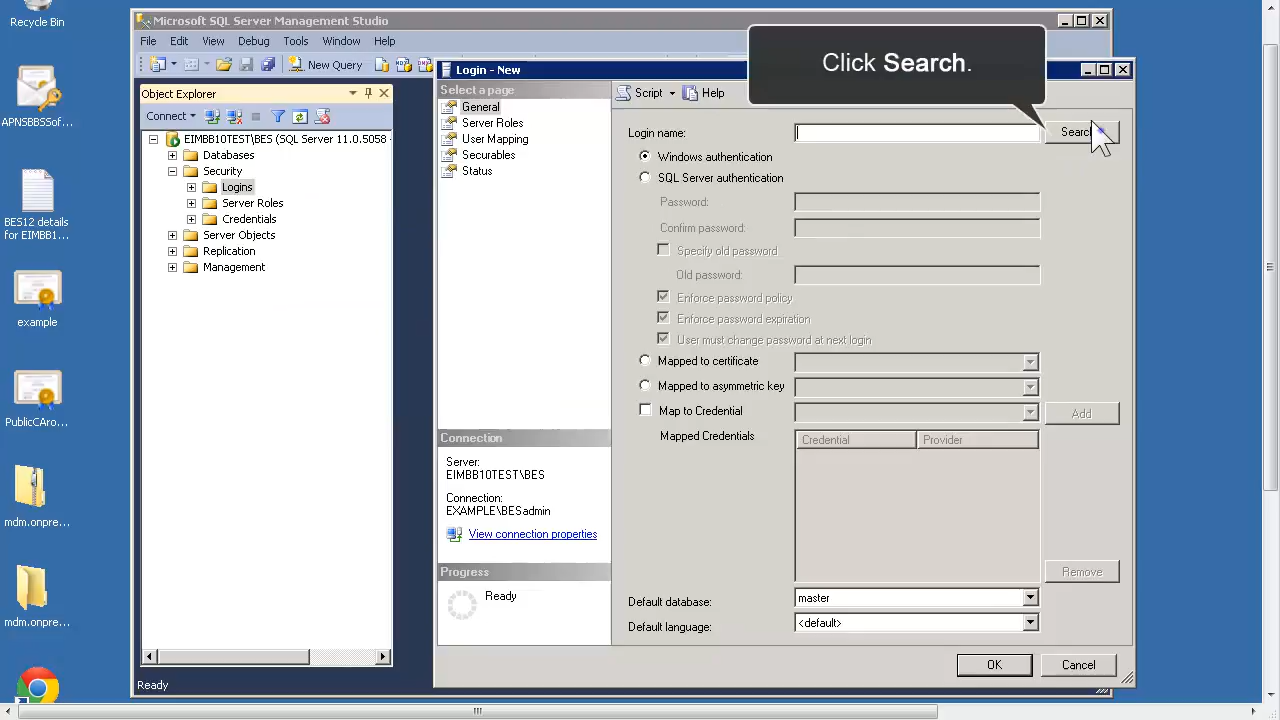 Recycle Bin
APNSBBSSof...
BES12 details
for EIMBB1...
example
PublicCAro...
mdm.onpre...
mdm.onpre...
Microsoft SQL Server Management Studio
File Edit View Debug Tools Window Help
New Query
Object Explorer
Connect
EIMBB10TEST\BES (SQL Server 11.0.5058 -
Databases
Security
Logins
Server Roles
Credentials
Server Objects
Replication
Management
Ready
Login - New
Select a page
General
Server Roles
User Mapping
Securables
Status
Connection
Server:
EIMBB10TEST\BES
Connection:
EXAMPLE\BESadmin
View connection properties
Progress
Ready
Script Help
Click Search.
Login name:
Search
Windows authentication
SQL Server authentication
Password:
Confirm password:
Specify old password
Old password:
Enforce password policy
Enforce password expiration
User must change password at next login
Mapped to certificate
Mapped to asymmetric key
Map to Credential
Add
Mapped Credentials
Credential Provider
Remove
Default database:
master
Default language:
<default>
OK Cancel